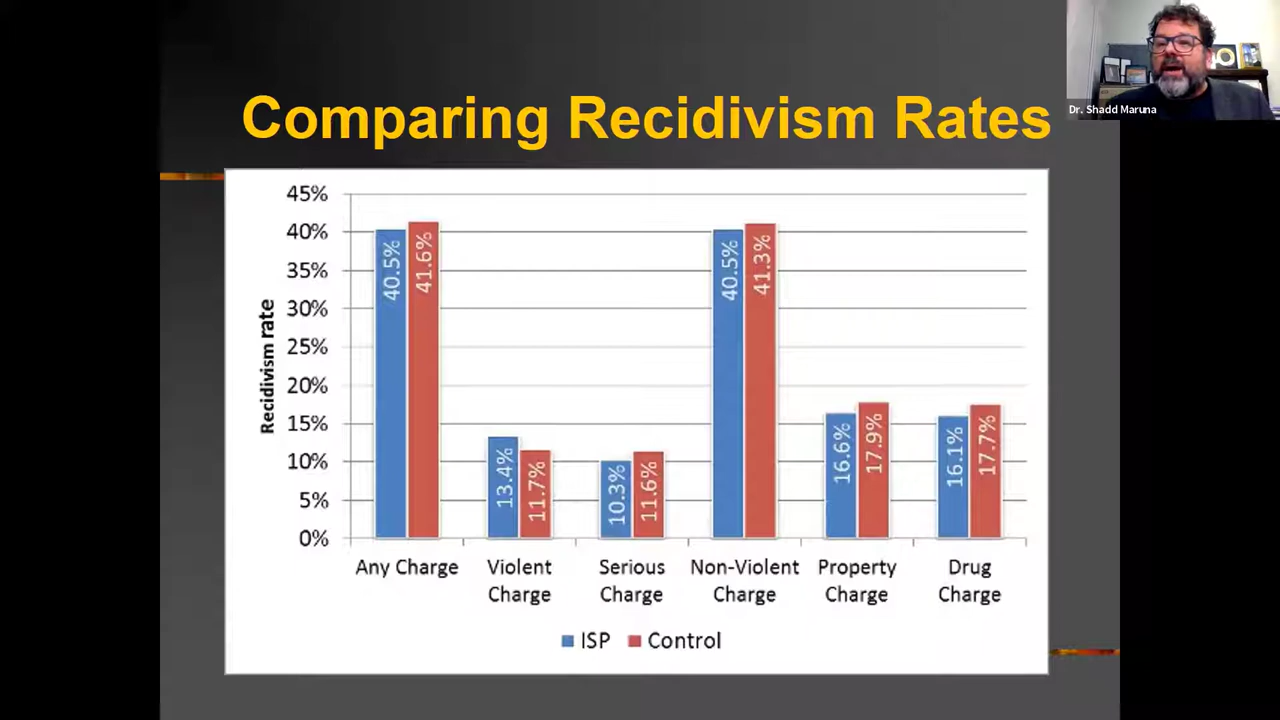 Dr. Shadd Maruna
Comparing Recidivism Rates
Recidivism rate
45%
40%
35%
30%
25%
20%
15%
10%
5%
0%
40.5%
41.6%
13.4%
11.7%
10.3%
11.6%
40.5%
41.3%
16.6%
17.9%
16.1%
17.7%
Any Charge
Violent
Charge
Serious
Charge
Non-Violent
Charge
Property
Charge
Drug
Charge
ISP
Control